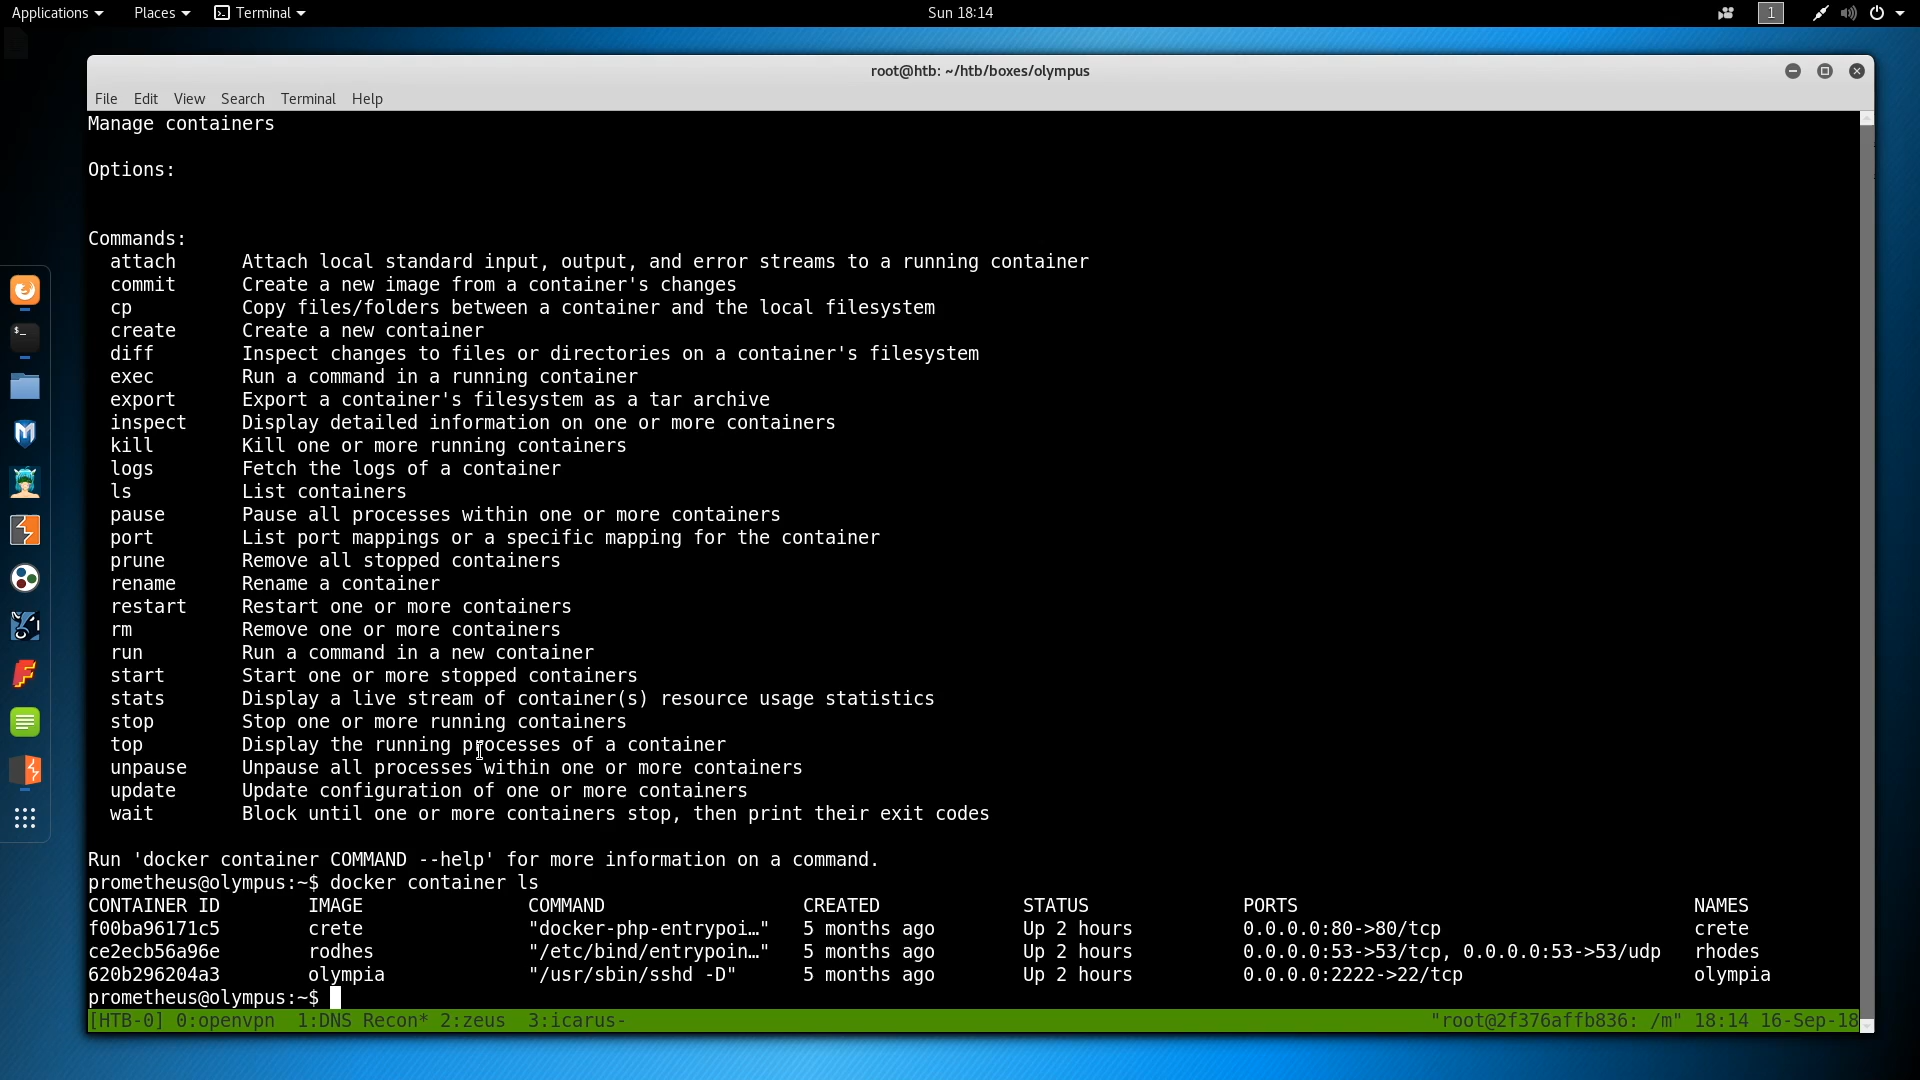 Applications Places Terminal Sun 18:14 1
root@htb: ~/htb/boxes/olympus
File Edit View Search Terminal Help
Manage containers
Options:
Commands:
attach Attach local standard input, output, and error streams to a running container
commit Create a new image from a container's changes
cp Copy files/folders between a container and the local filesystem
create Create a new container
diff Inspect changes to files or directories on a container's filesystem
exec Run a command in a running container
export Export a container's filesystem as a tar archive
inspect Display detailed information on one or more containers
kill Kill one or more running containers
logs Fetch the logs of a container
ls List containers
pause Pause all processes within one or more containers
port List port mappings or a specific mapping for the container
prune Remove all stopped containers
rename Rename a container
restart Restart one or more containers
rm Remove one or more containers
run Run a command in a new container
start Start one or more stopped containers
stats Display a live stream of container(s) resource usage statistics
stop Stop one or more running containers
top Display the running processes of a container
unpause Unpause all processes within one or more containers
update Update configuration of one or more containers
wait Block until one or more containers stop, then print their exit codes
Run 'docker container COMMAND --help' for more information on a command.
prometheus@olympus:~$ docker container ls
CONTAINER ID IMAGE COMMAND CREATED STATUS PORTS NAMES
f00ba96171c5 crete "docker-php-entrypoi…" 5 months ago Up 2 hours 0.0.0.0:80->80/tcp crete
ce2ecb56a96e rodhes "/etc/bind/entrypoin…" 5 months ago Up 2 hours 0.0.0.0:53->53/tcp, 0.0.0.0:53->53/udp rhodes
620b296204a3 olympia "/usr/sbin/sshd -D" 5 months ago Up 2 hours 0.0.0.0:2222->22/tcp olympia
prometheus@olympus:~$
[HTB-0] 0:openvpn 1:DNS Recon* 2:zeus 3:icarus- "root@2f376affb836: /m" 18:14 16-Sep-18